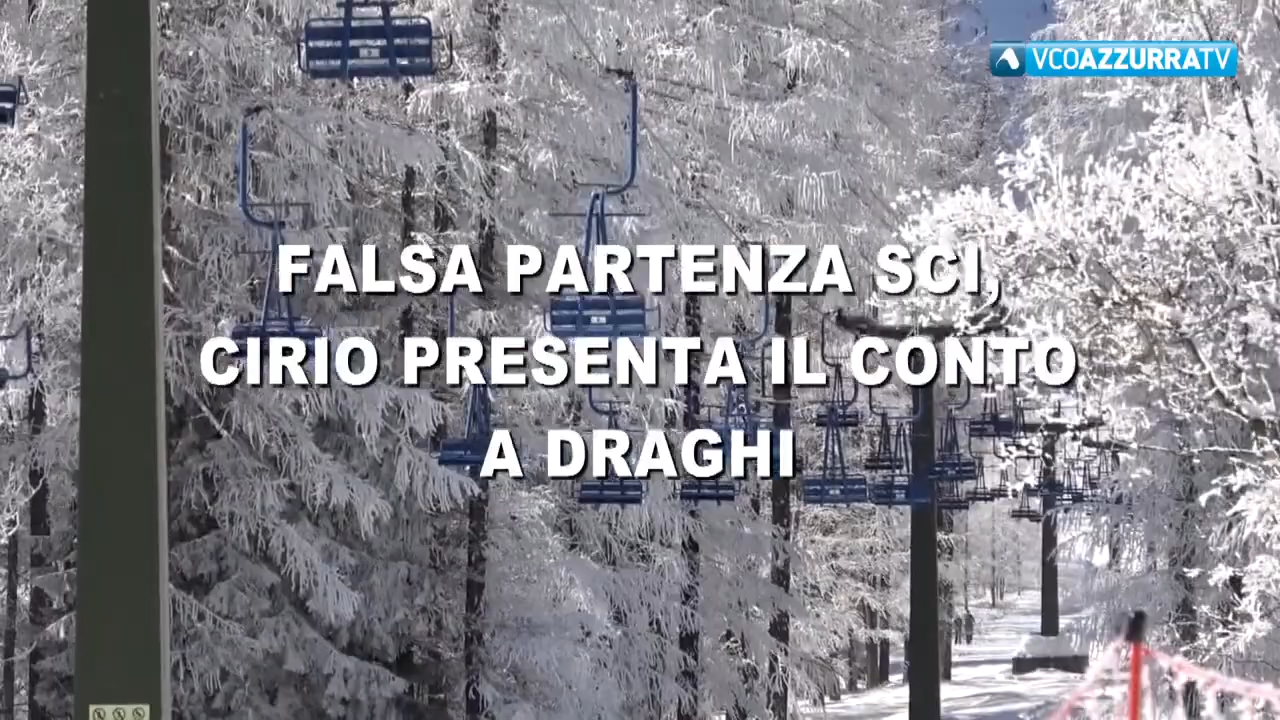 VCOAZZURRATV
FALSA PARTENZA SCI,
CIRIO PRESENTA IL CONTO
A DRAGHI